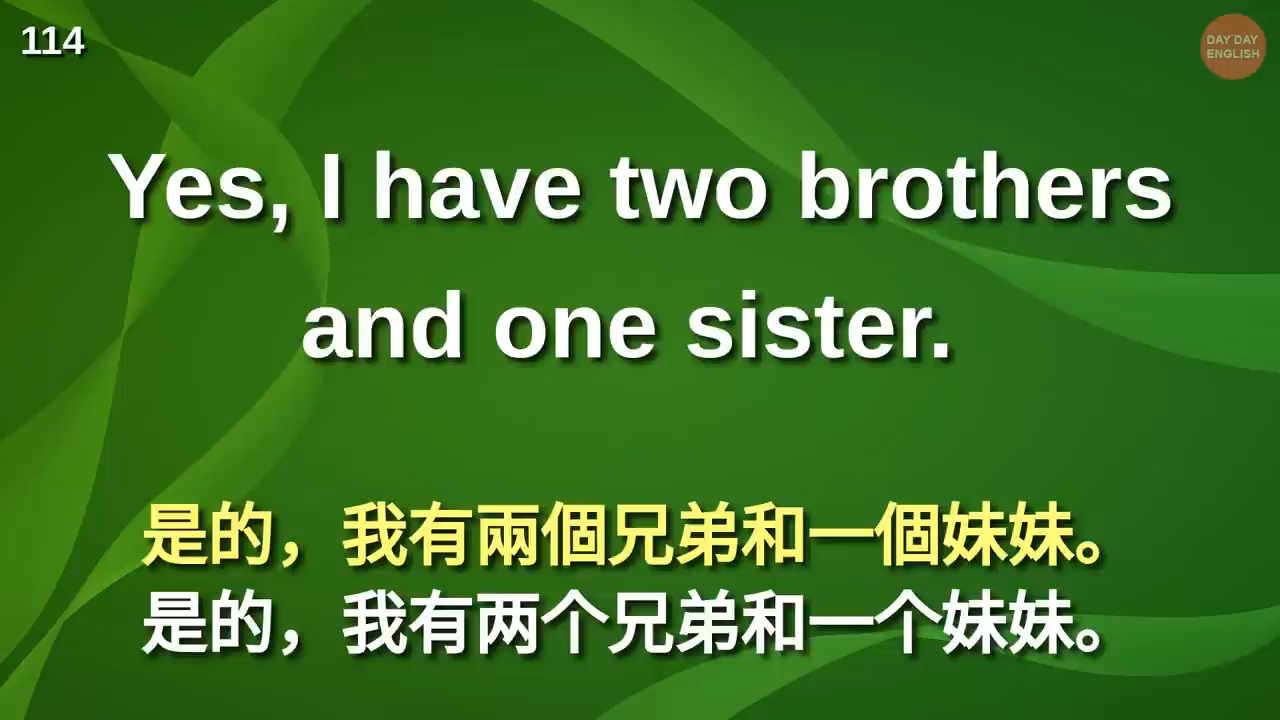 114
DAY DAY
ENGLISH
Yes, I have two brothers
and one sister.
是的，我有兩個兄弟和一個妹妹。
是的，我有两个兄弟和一个妹妹。